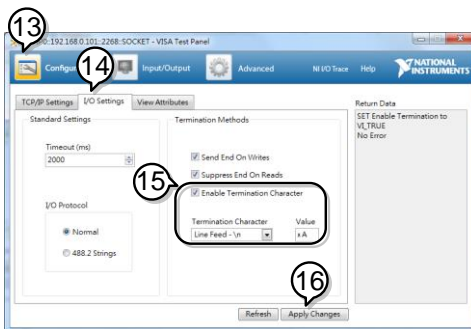 13
0::192.168.0.101::2268::SOCKET - VISA Test Panel
14
Input/Output
Advanced
NI I/O Trace
Help
NATIONAL
INSTRUMENTS
TCP/IP Settings
I/O Settings
View Attributes
Return Data
Standard Settings
Termination Methods
SET Enable Termination to
VI_TRUE
No Error
Timeout (ms)
2000
Send End On Writes
Suppress End On Reads
15
Enable Termination Character
I/O Protocol
Termination Character
Value
Normal
Line Feed - \n
xA
488.2 Strings
16
Refresh
Apply Changes